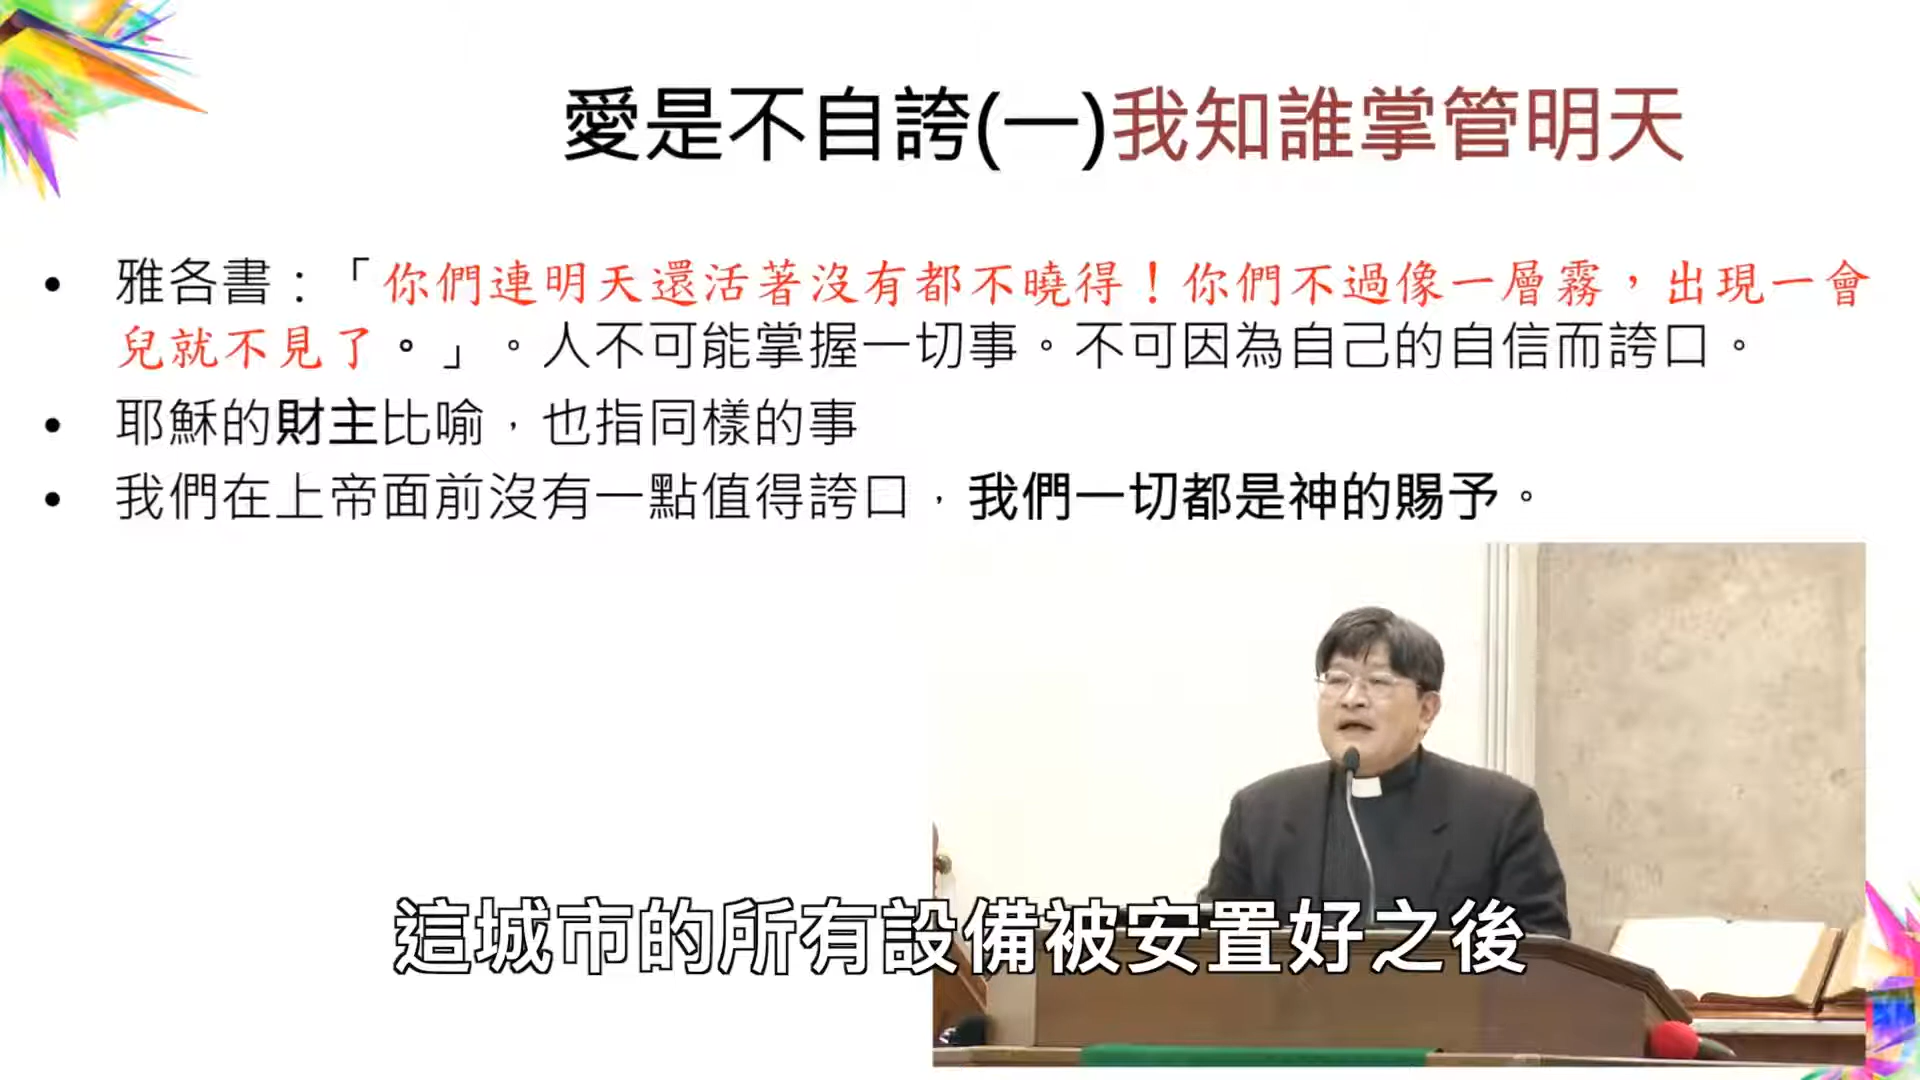 愛是不自誇(一)我知誰掌管明天
• 雅各書：「你們連明天還活著沒有都不曉得！你們不過像一層霧，出現一會
兒就不見了。」。人不可能掌握一切事。不可因為自己的自信而誇口。
• 耶穌的財主比喻，也指同樣的事
• 我們在上帝面前沒有一點值得誇口，我們一切都是神的賜予。
這城市的所有設備被安置好之後